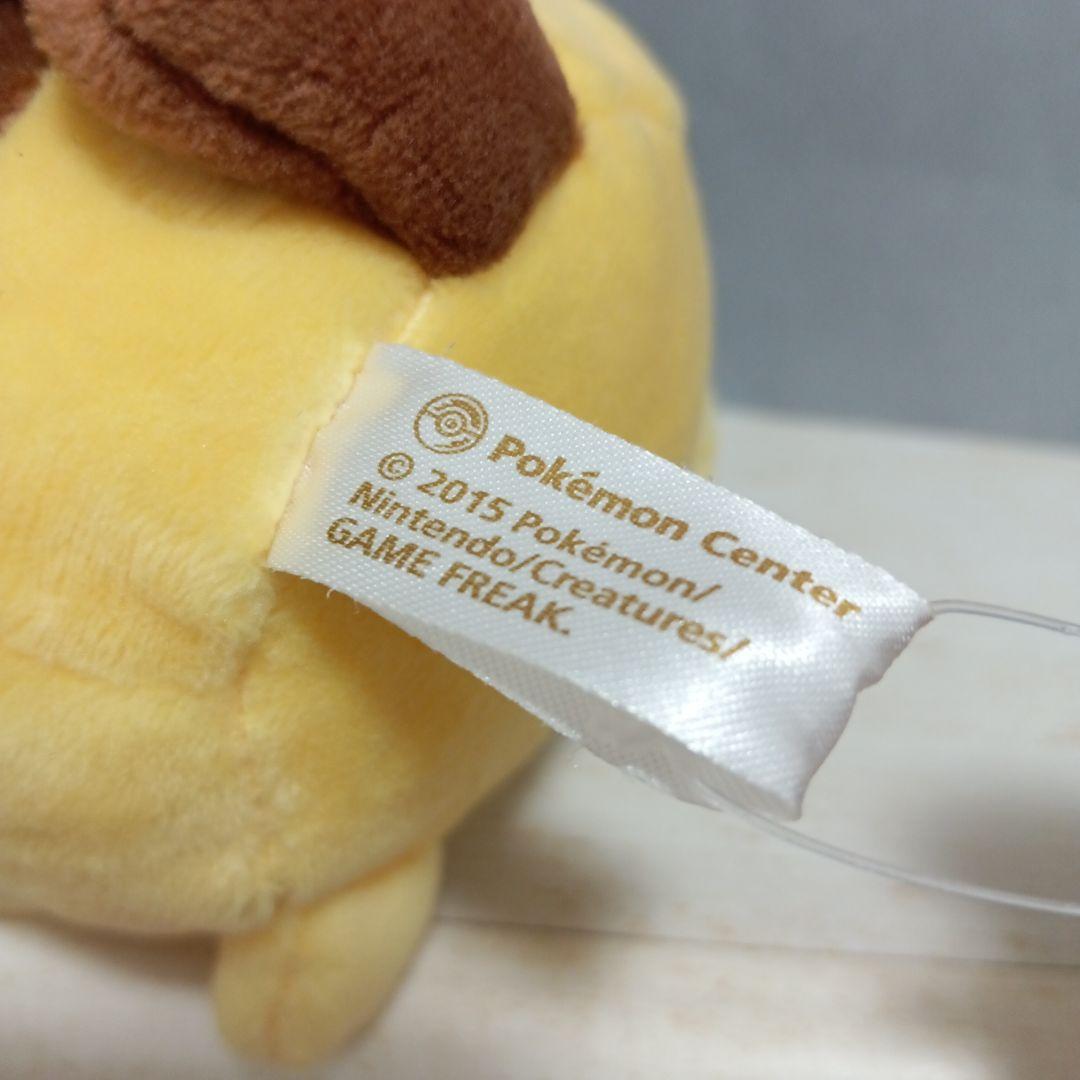 Pokémon Center
© 2015 Pokémon/
Nintendo/Creatures/
GAME FREAK.